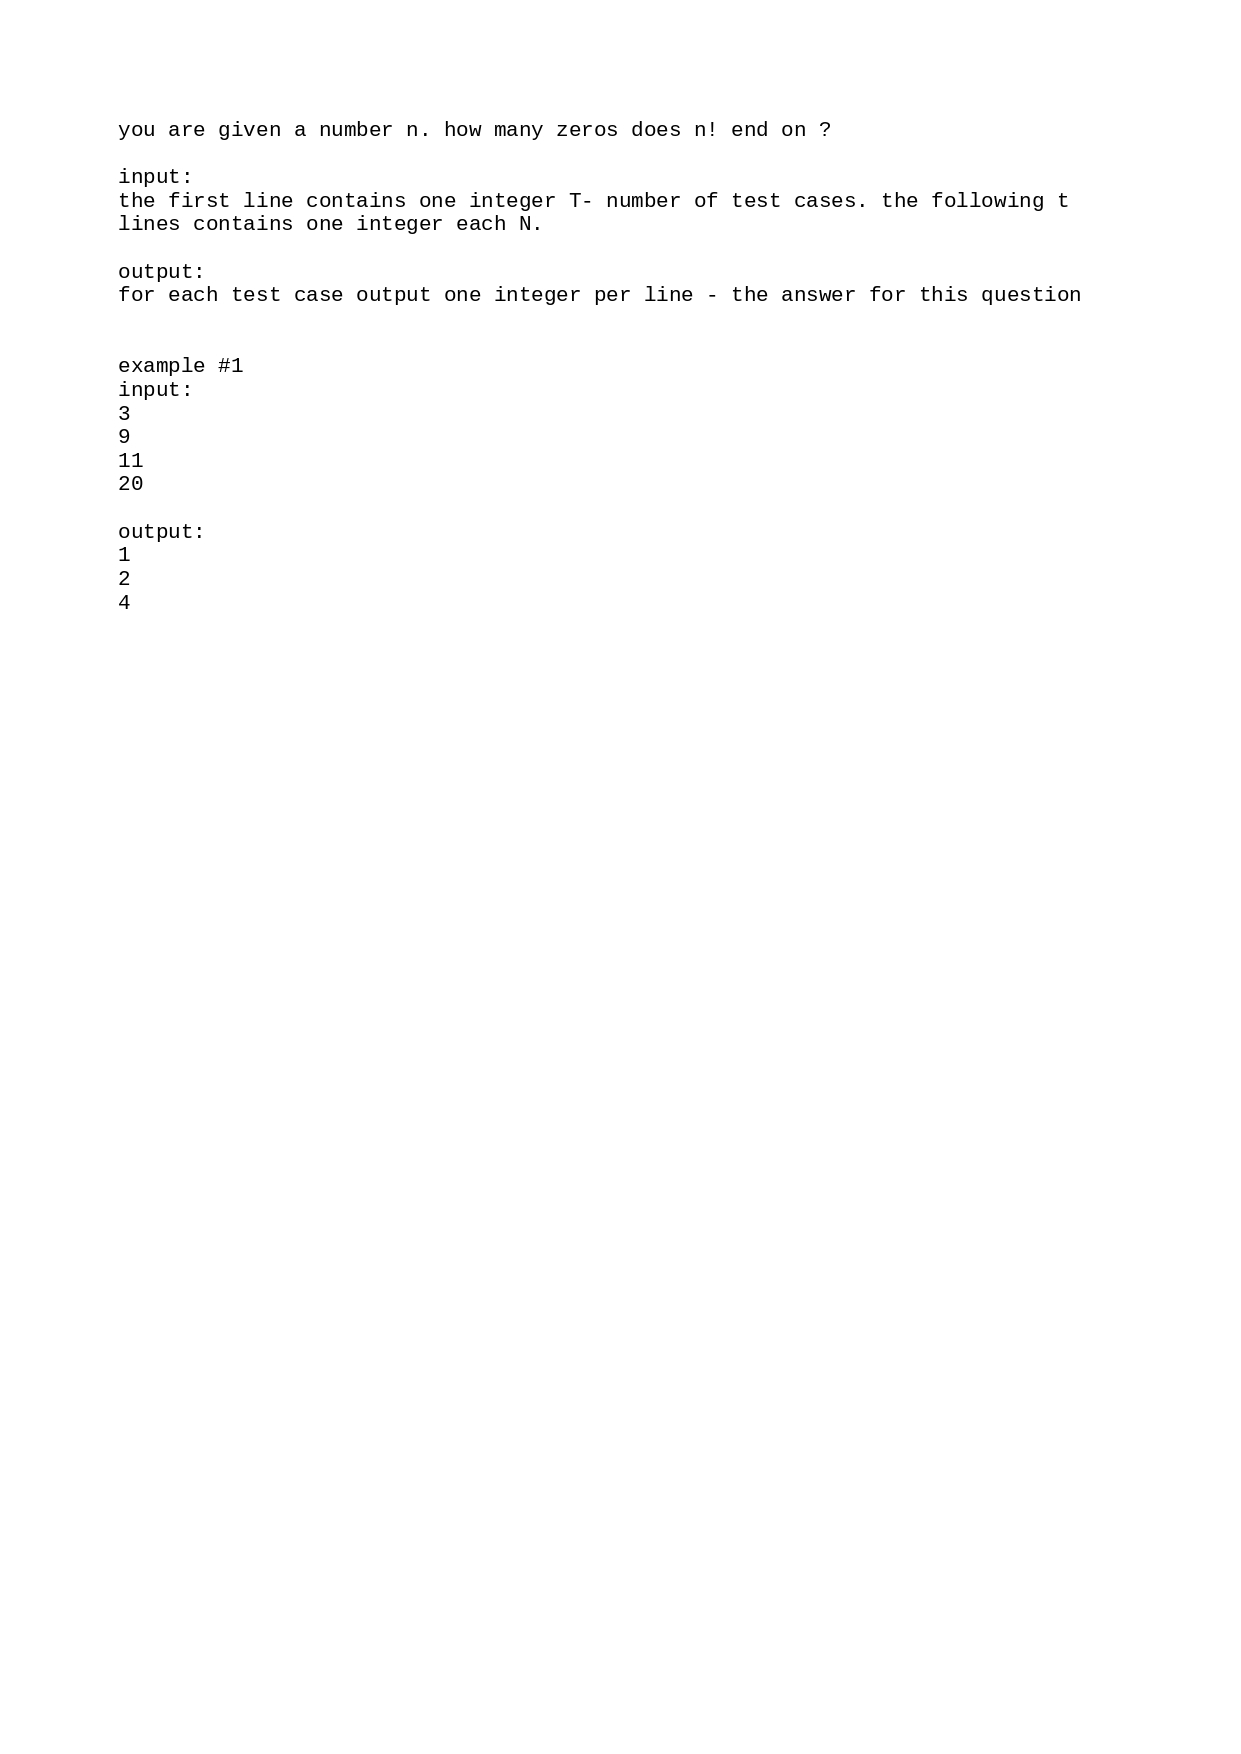 you are given a number n. how many zeros does n! end on ?
input:
the first line contains one integer T- number of test cases. the following t
lines contains one integer each N.
output:
for each test case output one integer per line - the answer for this question
example #1
input:
3
9
11
20
output:
1
2
4